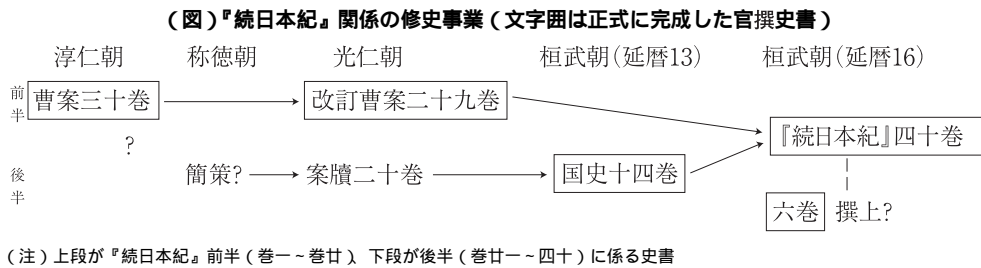 (図)『続日本紀』関係の修史事業(文字囲は正式に完成した官撰史書)
淳仁朝 称徳朝 光仁朝 桓武朝(延暦13) 桓武朝(延暦16)
前半 曹案三十巻 改訂曹案二十九巻
『続日本紀』四十巻
?
後半 簡策? 案牘二十巻 国史十四巻
六巻 撰上?
(注)上段が『続日本紀』前半(巻一~巻廿)、下段が後半(巻廿一~四十)に係る史書